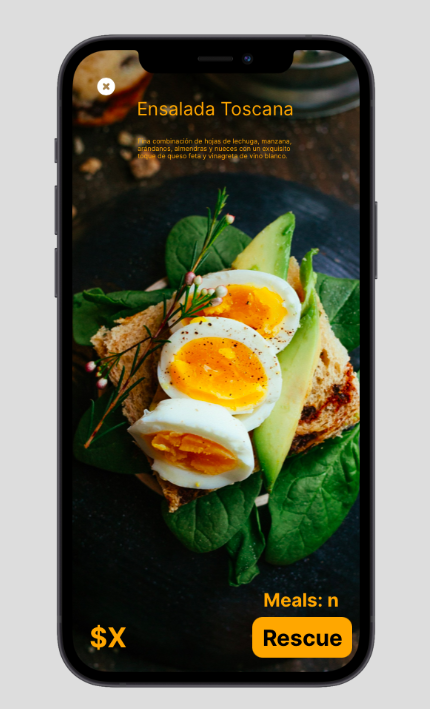 Ensalada Toscana
Fina combinación de hojas de lechuga, manzana,
arándanos, almendras y nueces con un exquisito
toque de queso feta y vinagreta de vino blanco.
Meals: n
$X
Rescue